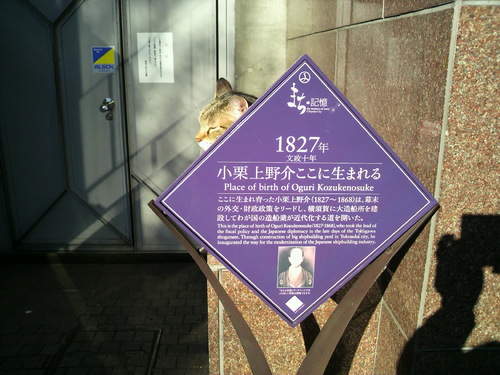 ALSOK
まち・記憶
1827年
文政十年
小栗上野介ここに生まれる
Place of birth of Oguri Kozukenosuke
ここに生まれ育った小栗上野介(1827〜1868)は、幕末
の外交・財政政策をリードし、横須賀に大造船所を建
設してわが国の造船業が近代化する道を開いた。
This is the place of birth of Oguri Kozukenosuke (1827-1868), who took the lead of
the fiscal policy and the Japanese diplomacy in the last days of the Tokugawa
shogunate. Through construction of big shipbuilding yard in Yokosuka city, he
inaugurated the way for the modernization of the Japanese shipbuilding industry.